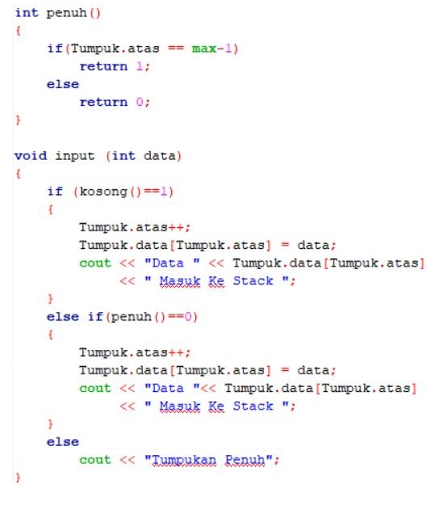 int penuh()
{
    if(Tumpuk.atas == max-1)
        return 1;
    else
        return 0;
}

void input (int data)
{
    if (kosong()==1)
    {
        Tumpuk.atas++;
        Tumpuk.data[Tumpuk.atas] = data;
        cout << "Data " << Tumpuk.data[Tumpuk.atas]
             << " Masuk Ke Stack ";
    }
    else if(penuh()==0)
    {
        Tumpuk.atas++;
        Tumpuk.data[Tumpuk.atas] = data;
        cout << "Data "<< Tumpuk.data[Tumpuk.atas]
             << " Masuk Ke Stack ";
    }
    else
        cout << "Tumpukan Penuh";
}